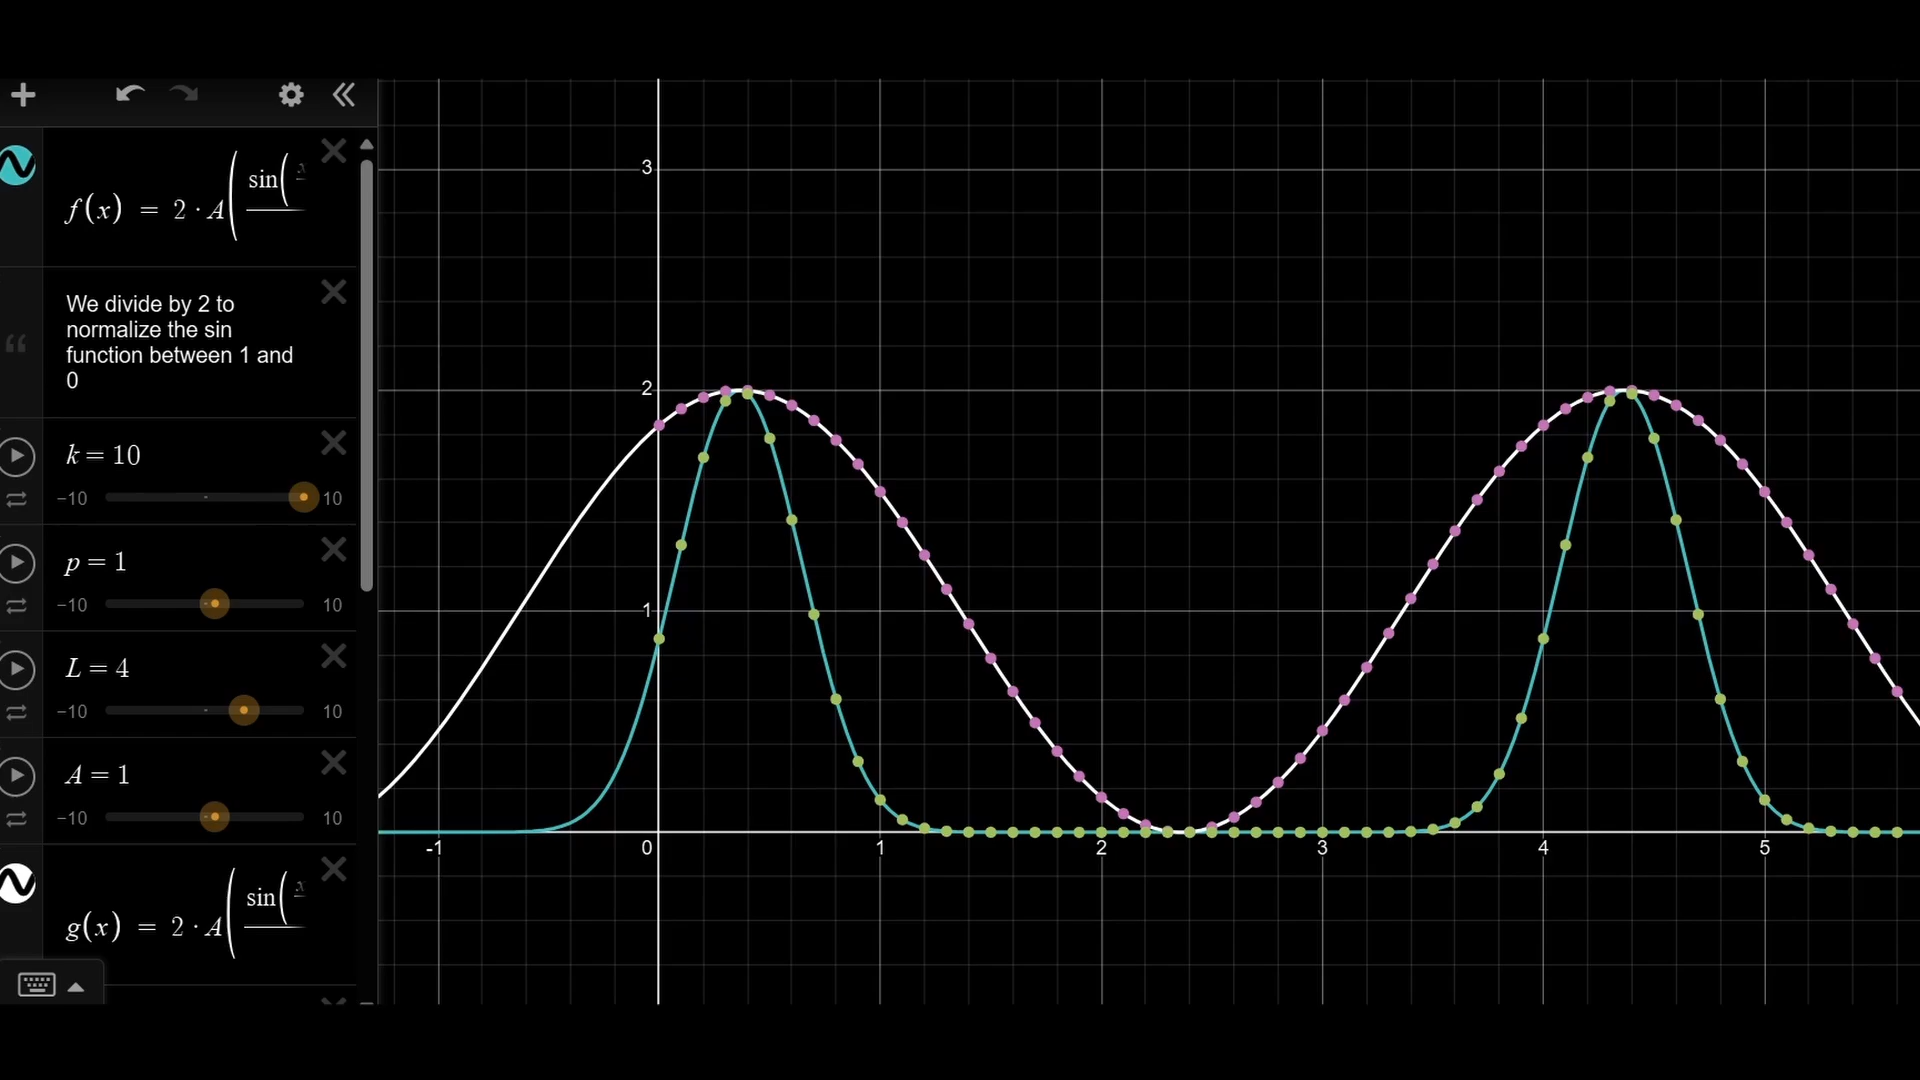 f(x) = 2 · A( sin(
We divide by 2 to
normalize the sin
function between 1 and
0
k = 10
−10 10
p = 1
−10 10
L = 4
−10 10
A = 1
−10 10
g(x) = 2 · A( sin(
3
2
1
-1 0 1 2 3 4 5